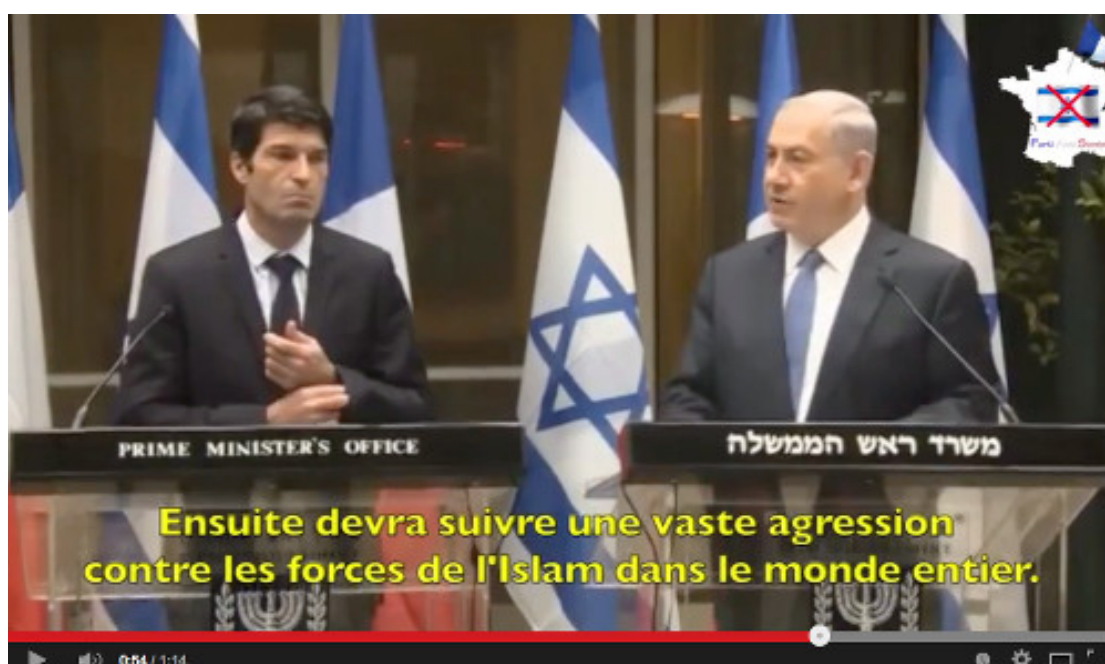 PRIME MINISTER'S OFFICE
משרד ראש הממשלה
Ensuite devra suivre une vaste agression
contre les forces de l'Islam dans le monde entier.
0:54 / 1:14